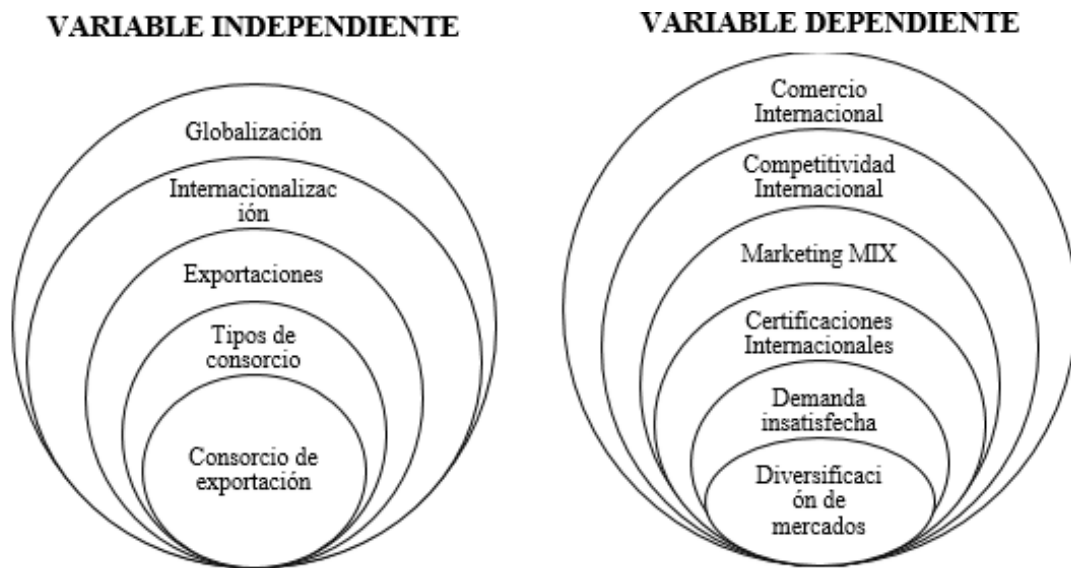 VARIABLE INDEPENDIENTE
Globalización
Internacionalizac
ión
Exportaciones
Tipos de
consorcio
Consorcio de
exportación
VARIABLE DEPENDIENTE
Comercio
Internacional
Competitividad
Internacional
Marketing MIX
Certificaciones
Internacionales
Demanda
insatisfecha
Diversificaci
ón de
mercados